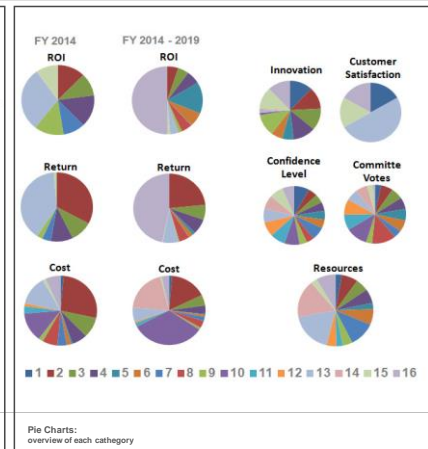 FY 2014
FY 2014 - 2019
ROI
ROI
Innovation
Customer
Satisfaction
Return
Return
Confidence
Level
Committe
Votes
Cost
Cost
Resources
1 2 3 4 5 6 7 8 9 10 11 12 13 14 15 16
Pie Charts:
overview of each cathegory